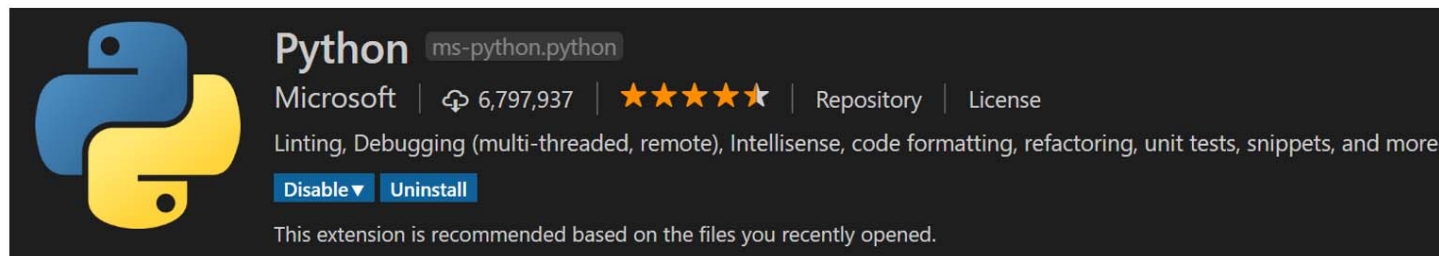 Python ms-python.python
Microsoft 6,797,937 Repository License
Linting, Debugging (multi-threaded, remote), Intellisense, code formatting, refactoring, unit tests, snippets, and more
Disable▼ Uninstall
This extension is recommended based on the files you recently opened.